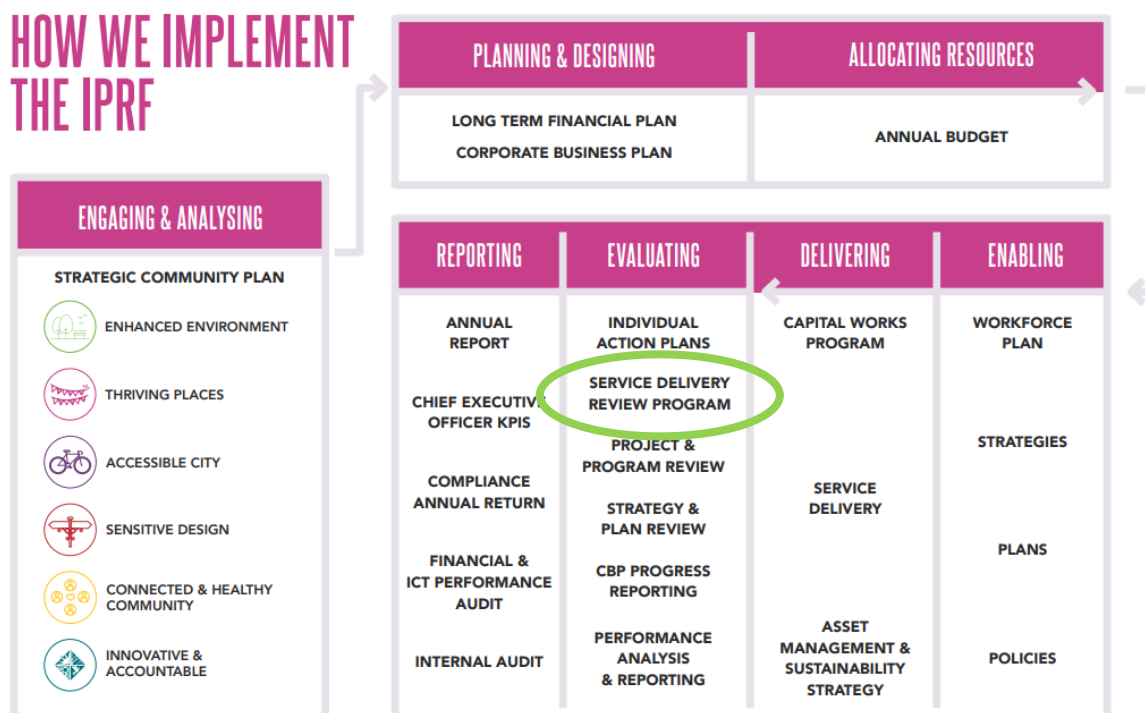 HOW WE IMPLEMENT
THE IPRF
ENGAGING & ANALYSING
STRATEGIC COMMUNITY PLAN
ENHANCED ENVIRONMENT
THRIVING PLACES
ACCESSIBLE CITY
SENSITIVE DESIGN
CONNECTED & HEALTHY
COMMUNITY
INNOVATIVE &
ACCOUNTABLE
PLANNING & DESIGNING
LONG TERM FINANCIAL PLAN
CORPORATE BUSINESS PLAN
ALLOCATING RESOURCES
ANNUAL BUDGET
REPORTING
ANNUAL
REPORT
CHIEF EXECUTIVE
OFFICER KPIS
COMPLIANCE
ANNUAL RETURN
FINANCIAL &
ICT PERFORMANCE
AUDIT
INTERNAL AUDIT
EVALUATING
INDIVIDUAL
ACTION PLANS
SERVICE DELIVERY
REVIEW PROGRAM
PROJECT &
PROGRAM REVIEW
STRATEGY &
PLAN REVIEW
CBP PROGRESS
REPORTING
PERFORMANCE
ANALYSIS
& REPORTING
DELIVERING
CAPITAL WORKS
PROGRAM
SERVICE
DELIVERY
ASSET
MANAGEMENT &
SUSTAINABILITY
STRATEGY
ENABLING
WORKFORCE
PLAN
STRATEGIES
PLANS
POLICIES